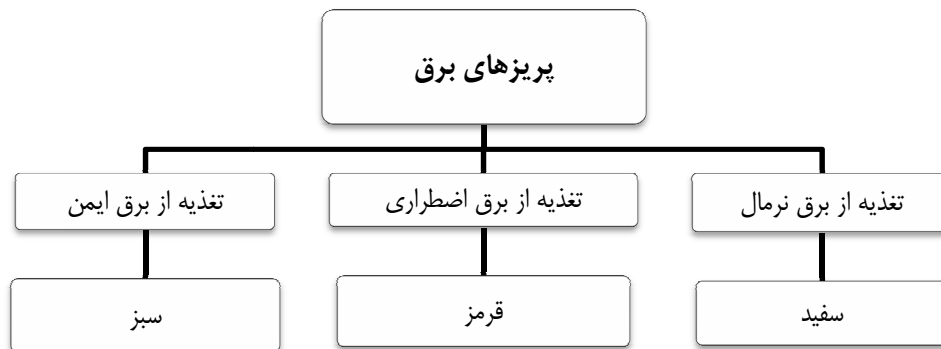 پریزهای برق
تغذیه از برق نرمال
تغذیه از برق اضطراری
تغذیه از برق ایمن
سفید
قرمز
سبز